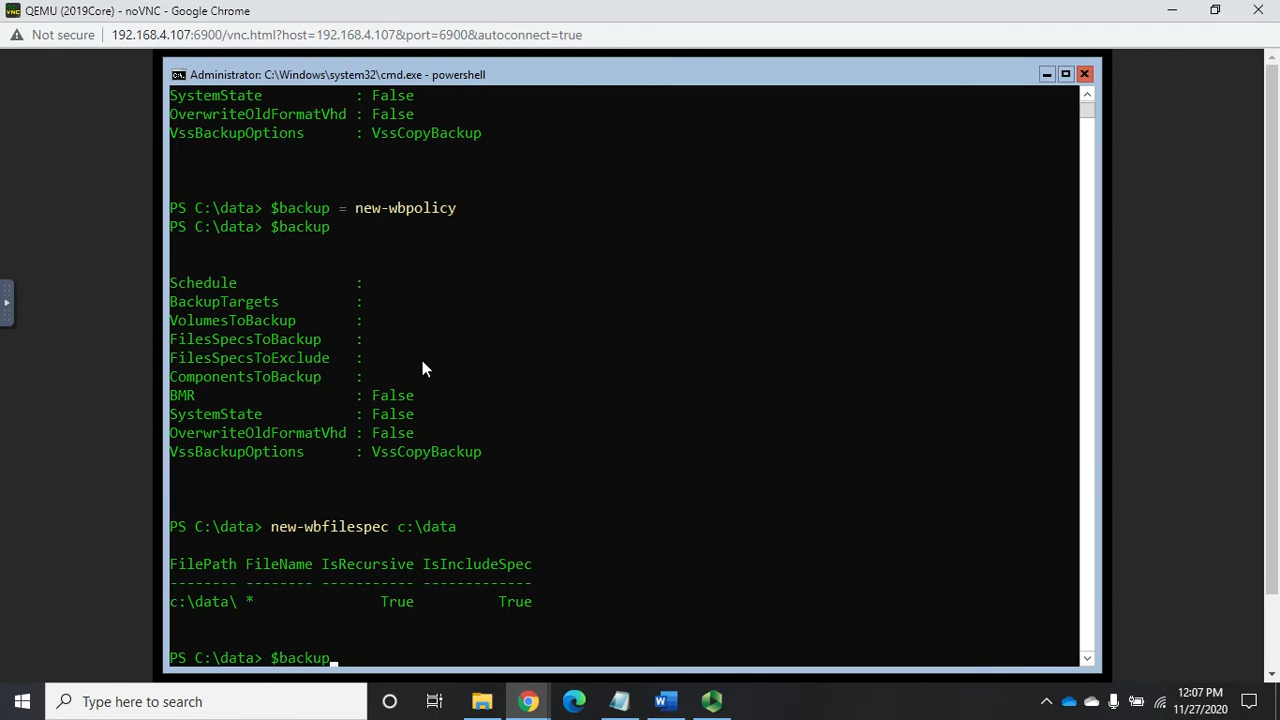 QEMU (2019Core) - noVNC - Google Chrome
Not secure 192.168.4.107:6900/vnc.html?host=192.168.4.107&port=6900&autoconnect=true
Administrator: C:\Windows\system32\cmd.exe - powershell
SystemState : False
OverwriteOldFormatVhd : False
VssBackupOptions : VssCopyBackup
PS C:\data> $backup = new-wbpolicy
PS C:\data> $backup
Schedule :
BackupTargets :
VolumesToBackup :
FilesSpecsToBackup :
FilesSpecsToExclude :
ComponentsToBackup :
BMR : False
SystemState : False
OverwriteOldFormatVhd : False
VssBackupOptions : VssCopyBackup
PS C:\data> new-wbfilespec c:\data
FilePath FileName IsRecursive IsIncludeSpec
-------- -------- ----------- -------------
c:\data\ * True True
PS C:\data> $backup_
Type here to search
12:07 PM
11/27/2020